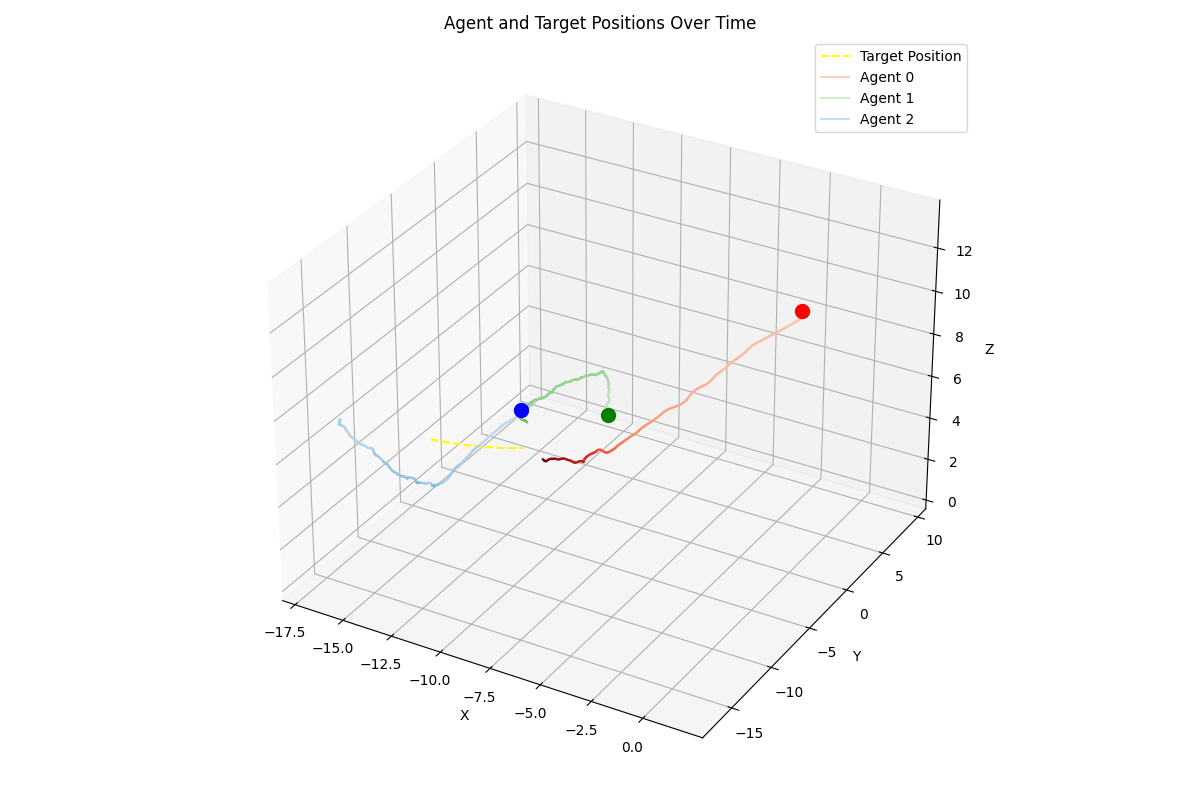 Agent and Target Positions Over Time
Target Position
Agent 0
Agent 1
Agent 2
12
10
8
6
4
2
0
Z
10
5
0
−5
−10
−15
Y
−17.5
−15.0
−12.5
−10.0
−7.5
−5.0
−2.5
0.0
X